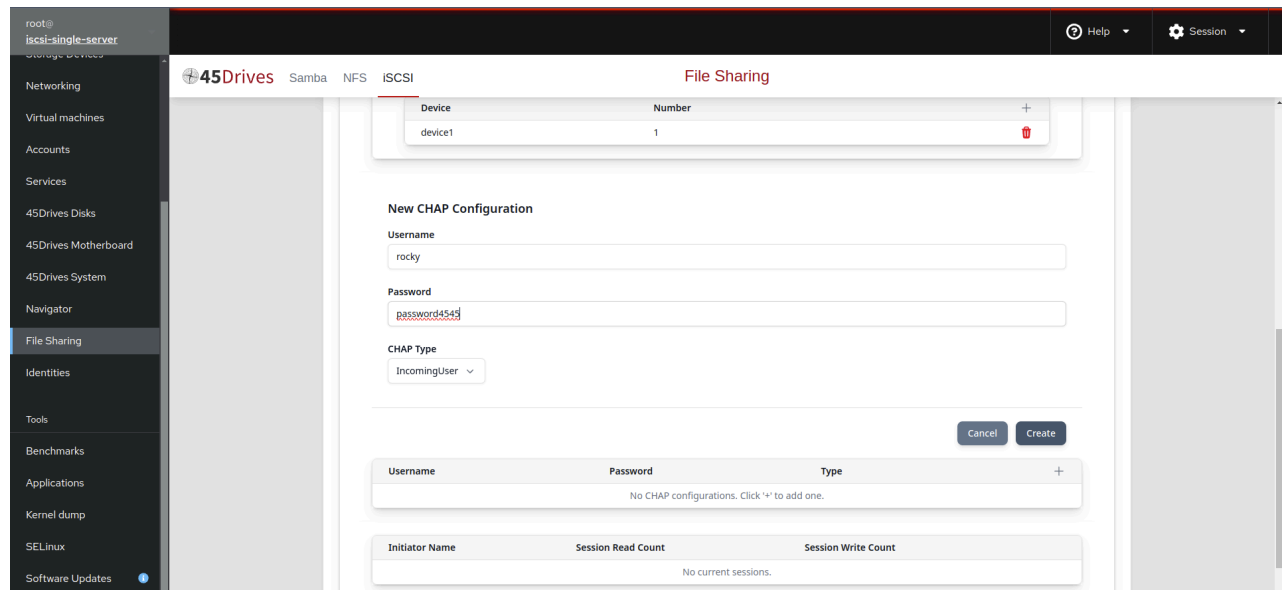 root@
iscsi-single-server
Help
Session
Storage Devices
Networking
Virtual machines
Accounts
Services
45Drives Disks
45Drives Motherboard
45Drives System
Navigator
File Sharing
Identities
Tools
Benchmarks
Applications
Kernel dump
SELinux
Software Updates
45Drives Samba NFS iSCSI File Sharing
Device Number +
device1 1
New CHAP Configuration
Username
rocky
Password
password4545
CHAP Type
IncomingUser
Cancel Create
Username Password Type +
No CHAP configurations. Click '+' to add one.
Initiator Name Session Read Count Session Write Count
No current sessions.